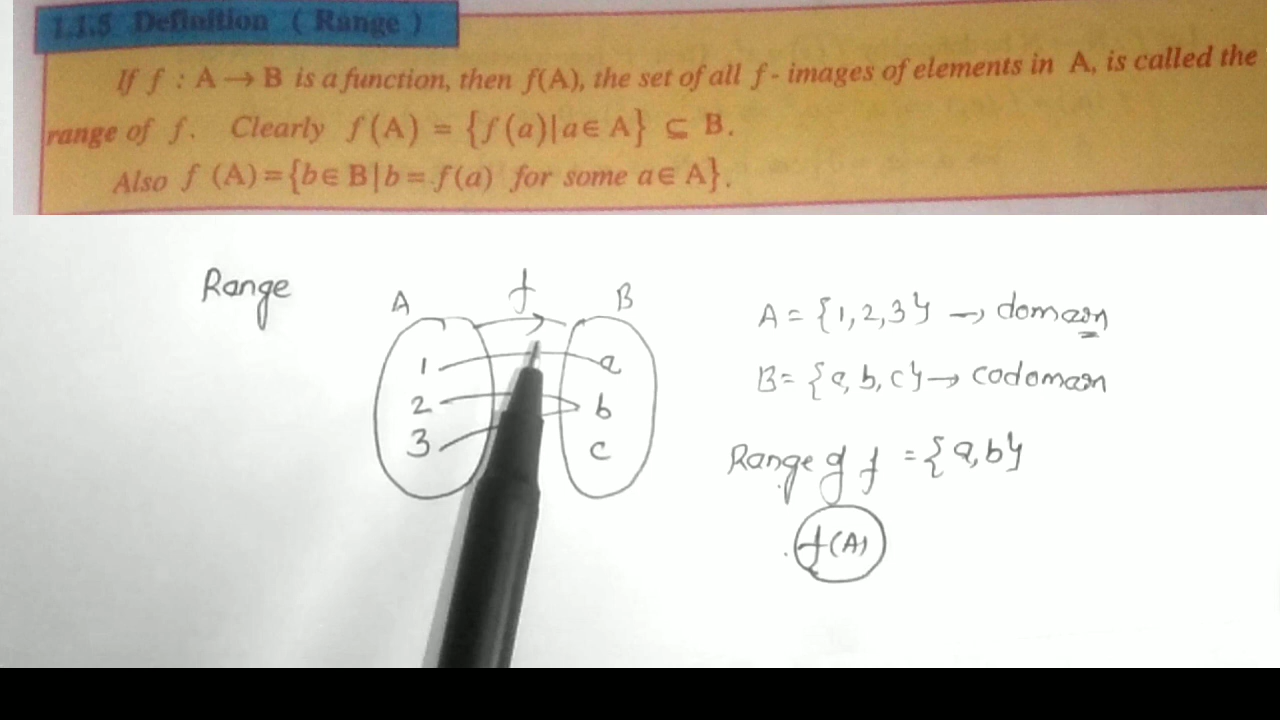 1.1.5 Definition ( Range )
If f : A → B is a function, then f(A), the set of all f - images of elements in A, is called the
range of f. Clearly f (A) = {f (a)|a∈ A} ⊆ B.
Also f (A)={b∈ B|b= f(a) for some a∈ A}.
Range
A f B
1 a
2 b
3 c
A = {1, 2, 3} → domain
B = {a, b, c} → codomain
Range of f = {a, b}
f(A)